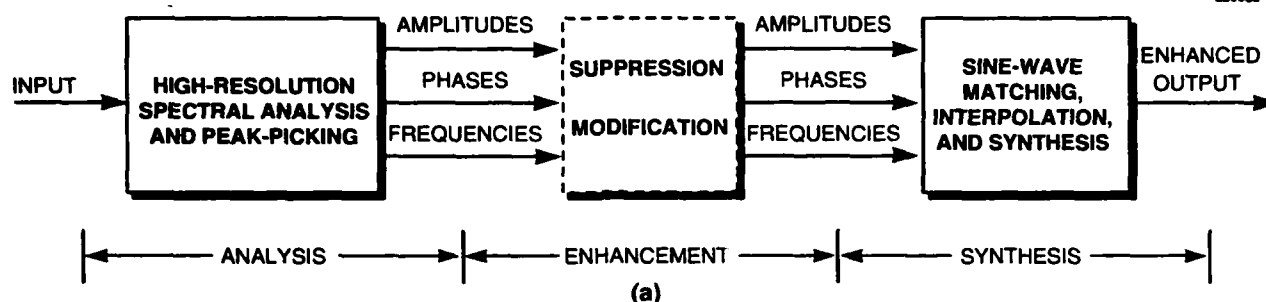 INPUT
HIGH-RESOLUTION
SPECTRAL ANALYSIS
AND PEAK-PICKING
AMPLITUDES
PHASES
FREQUENCIES
SUPPRESSION
MODIFICATION
AMPLITUDES
PHASES
FREQUENCIES
SINE-WAVE
MATCHING,
INTERPOLATION,
AND SYNTHESIS
ENHANCED
OUTPUT
ANALYSIS
ENHANCEMENT
SYNTHESIS
(a)